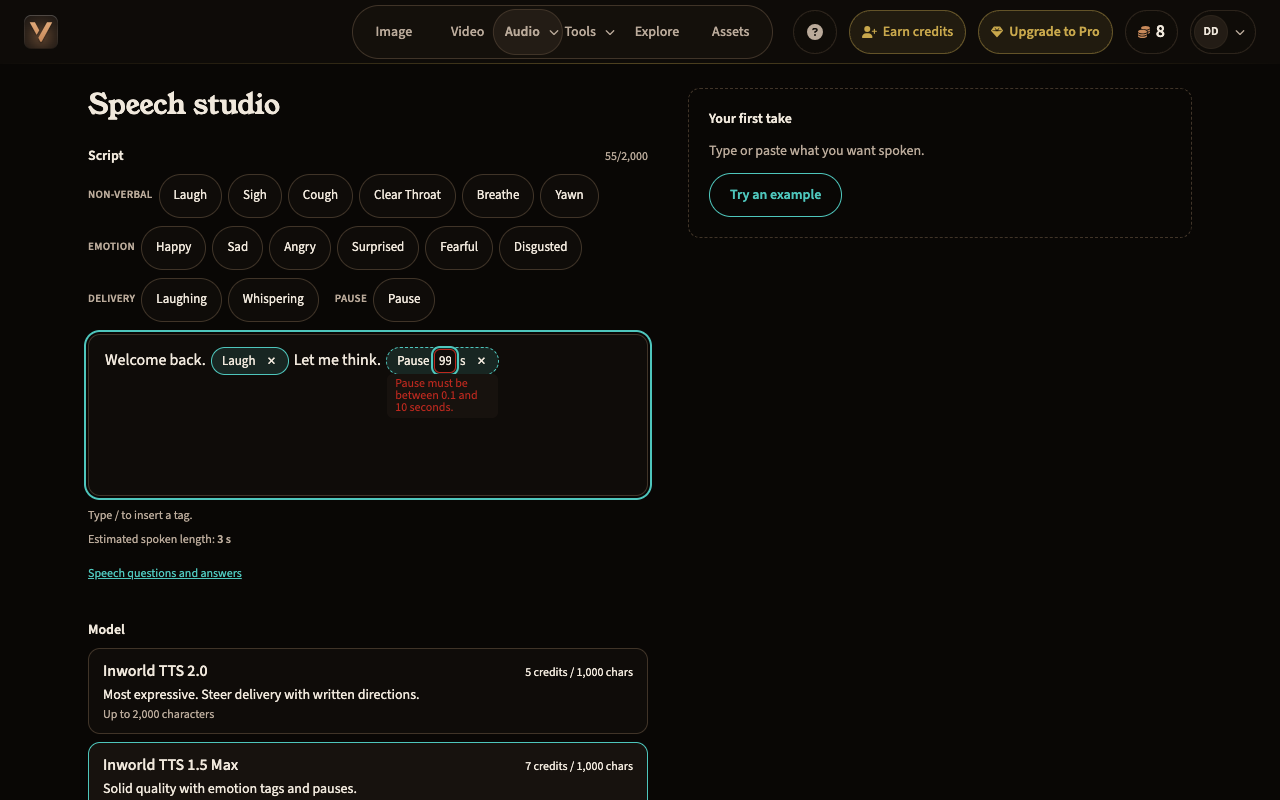 Image Video Audio Tools Explore Assets ? Earn credits Upgrade to Pro 8 DD
Speech studio
Script 55/2,000
NON-VERBAL Laugh Sigh Cough Clear Throat Breathe Yawn
EMOTION Happy Sad Angry Surprised Fearful Disgusted
DELIVERY Laughing Whispering PAUSE Pause
Welcome back. Laugh × Let me think. Pause 99 s ×
Pause must be
between 0.1 and
10 seconds.
Type / to insert a tag.
Estimated spoken length: 3 s
Speech questions and answers
Model
Inworld TTS 2.0 5 credits / 1,000 chars
Most expressive. Steer delivery with written directions.
Up to 2,000 characters
Inworld TTS 1.5 Max 7 credits / 1,000 chars
Solid quality with emotion tags and pauses.
Your first take
Type or paste what you want spoken.
Try an example